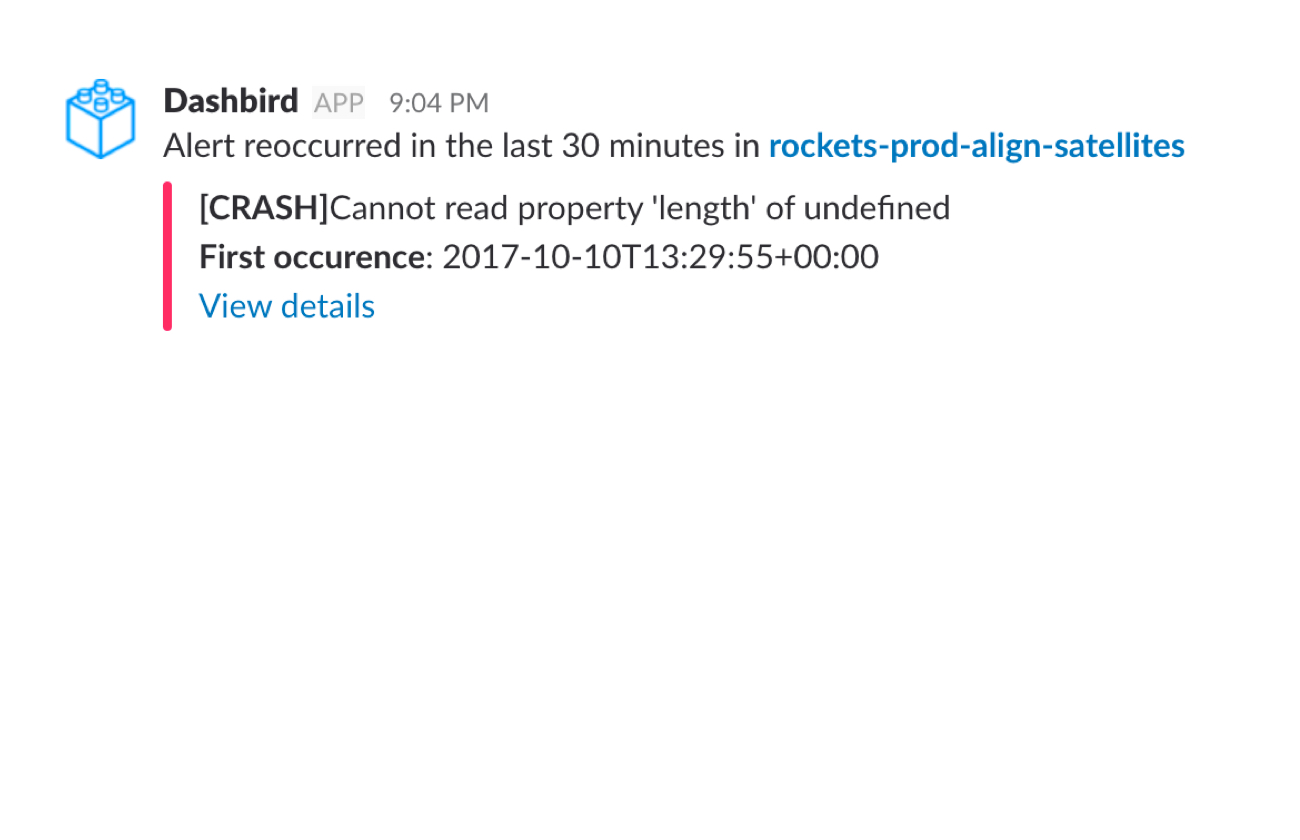 Dashbird APP 9:04 PM
Alert reoccurred in the last 30 minutes in rockets-prod-align-satellites
[CRASH]Cannot read property 'length' of undefined
First occurence: 2017-10-10T13:29:55+00:00
View details